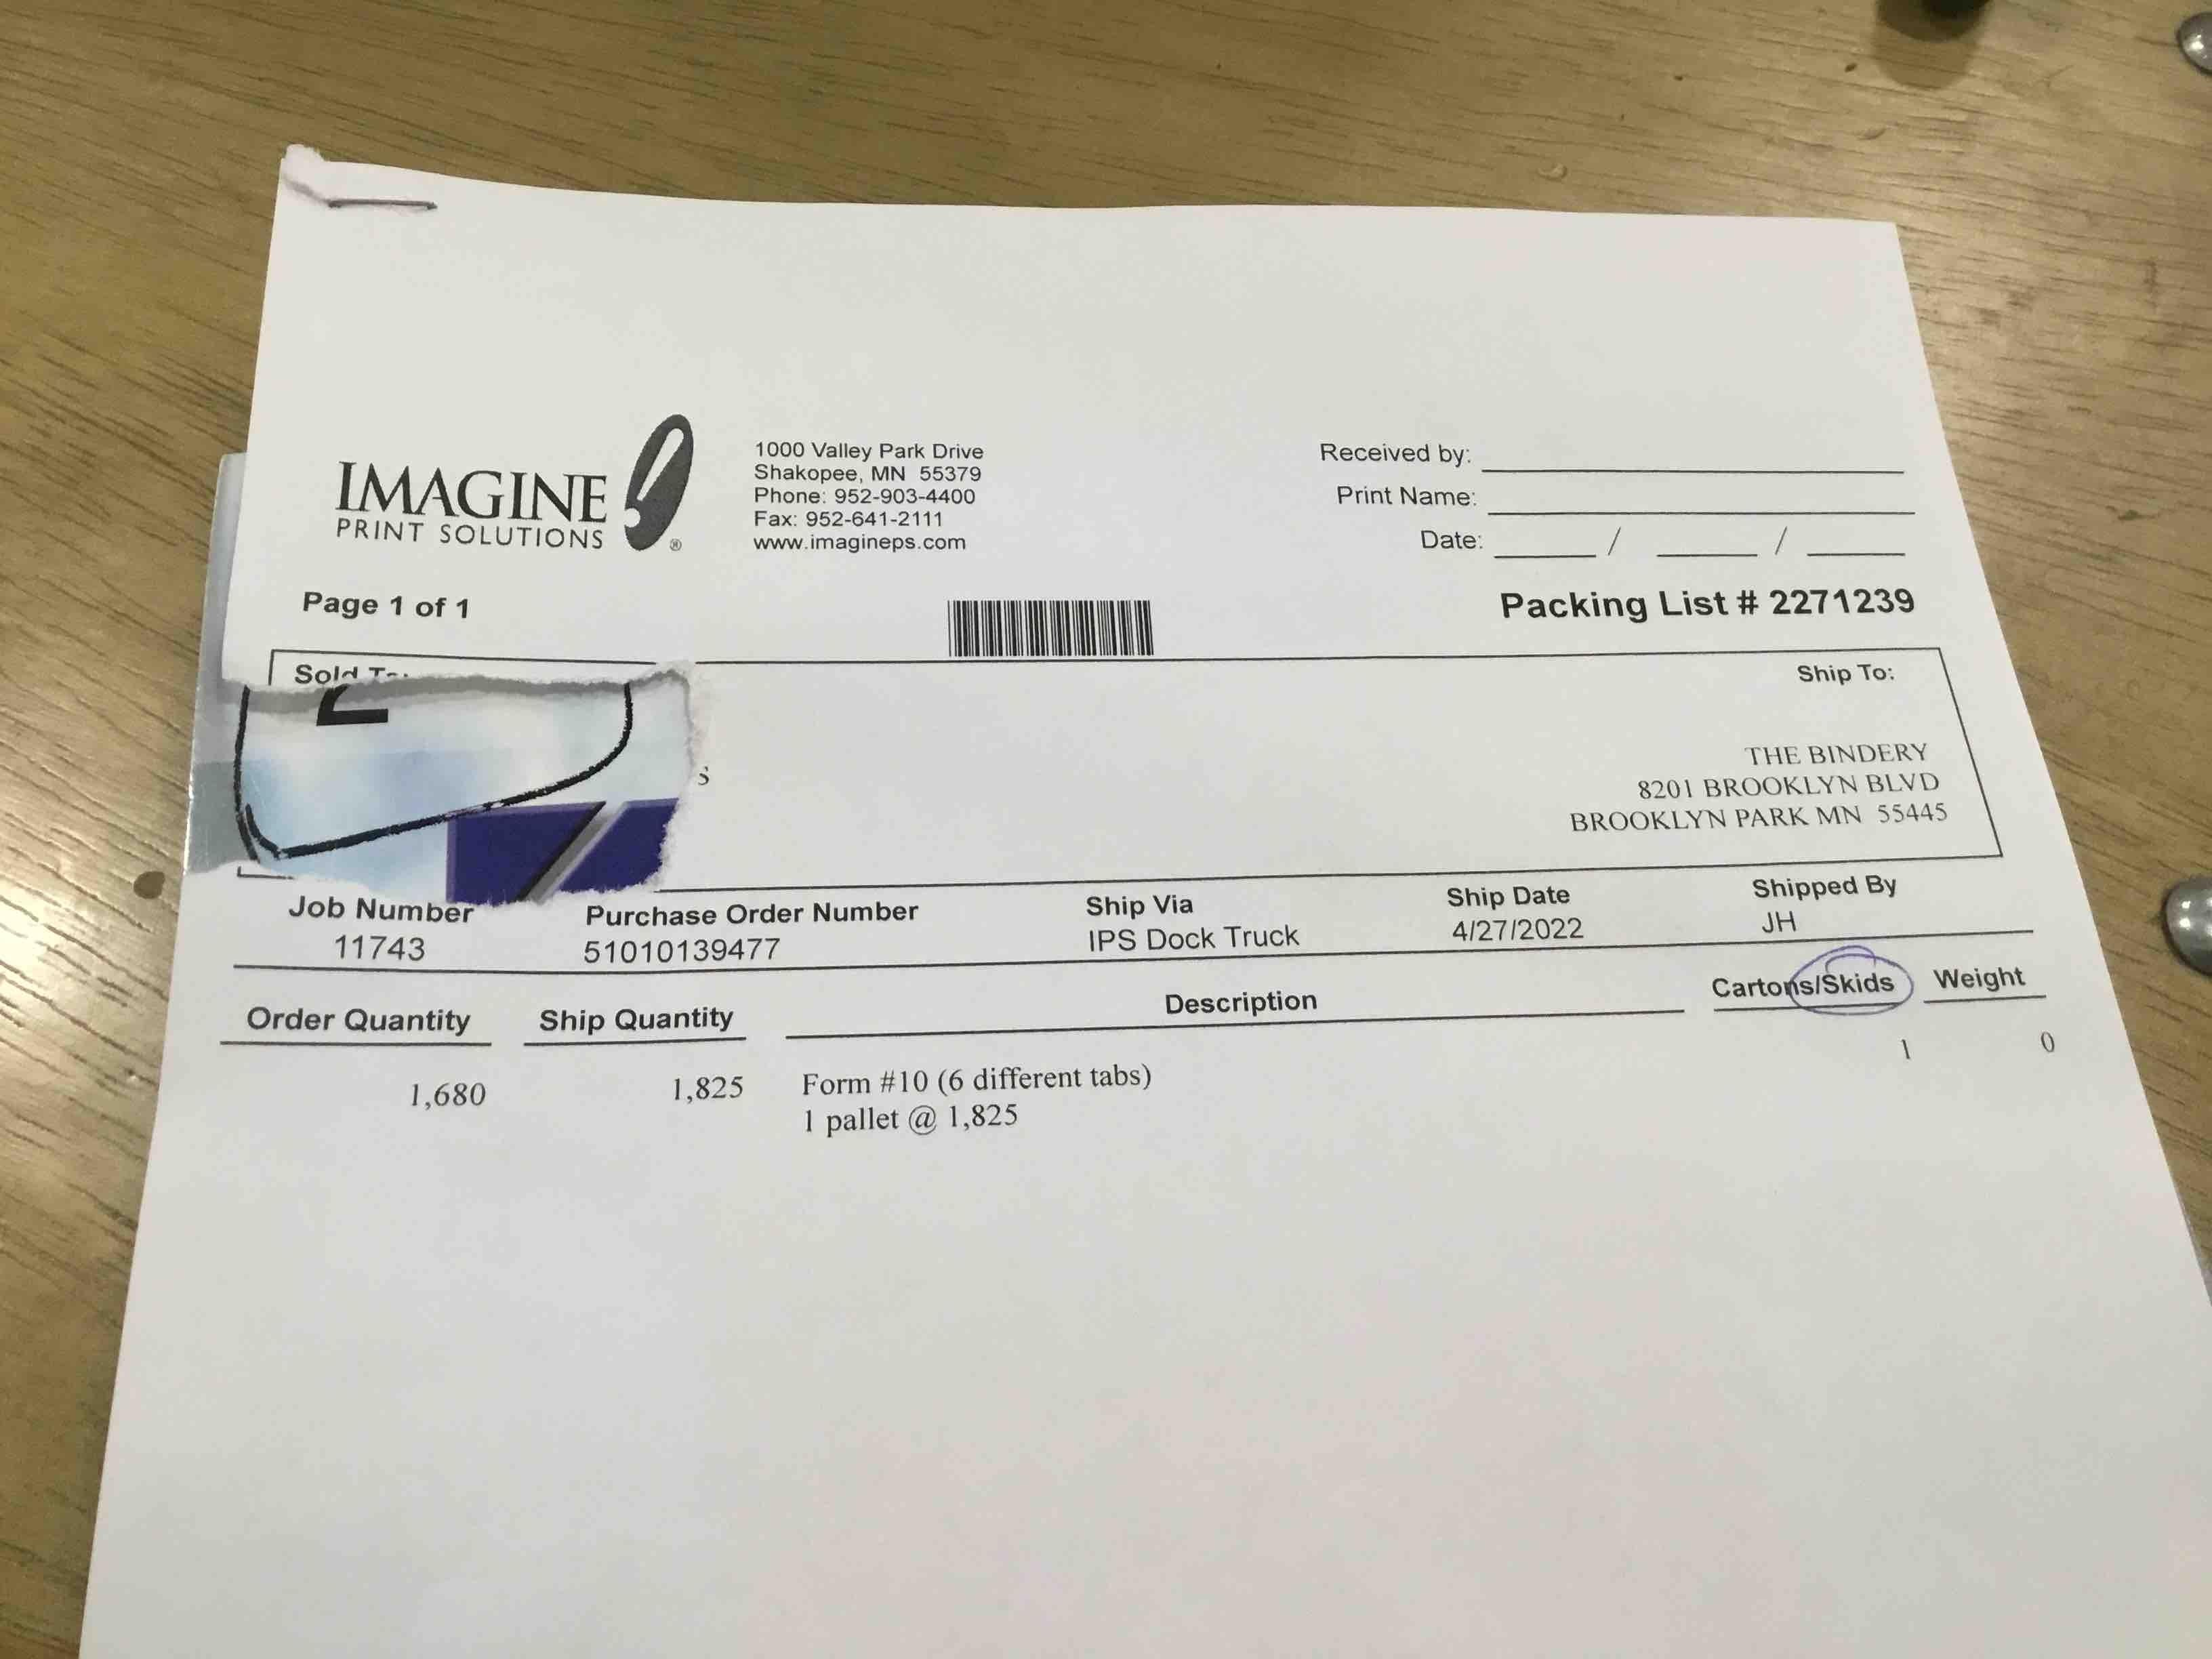 IMAGINE
PRINT SOLUTIONS
®
1000 Valley Park Drive
Shakopee, MN 55379
Phone: 952-903-4400
Fax: 952-641-2111
www.imagineps.com
Received by:
Print Name:
Date: / /
Page 1 of 1
Packing List # 2271239
Sold To:
Ship To:
S
THE BINDERY
8201 BROOKLYN BLVD
BROOKLYN PARK MN 55445
Job Number Purchase Order Number Ship Via Ship Date Shipped By
11743 51010139477 IPS Dock Truck 4/27/2022 JH
Order Quantity Ship Quantity Description Cartons/Skids Weight
1,680 1,825 Form #10 (6 different tabs) 1 0
1 pallet @ 1,825